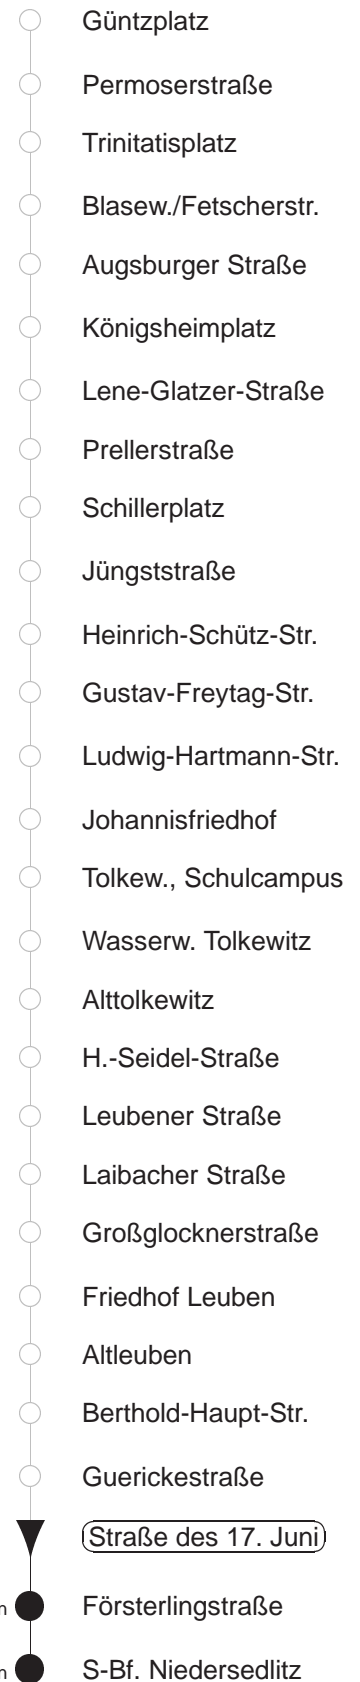 Güntzplatz
Permoserstraße
Trinitatisplatz
Blasew./Fetscherstr.
Augsburger Straße
Königsheimplatz
Lene-Glatzer-Straße
Prellerstraße
Schillerplatz
Jüngststraße
Heinrich-Schütz-Str.
Gustav-Freytag-Str.
Ludwig-Hartmann-Str.
Johannisfriedhof
Tolkew., Schulcampus
Wasserw. Tolkewitz
Alttolkewitz
H.-Seidel-Straße
Leubener Straße
Laibacher Straße
Großglocknerstraße
Friedhof Leuben
Altleuben
Berthold-Haupt-Str.
Guerickestraße
Straße des 17. Juni
Försterlingstraße
S-Bf. Niedersedlitz